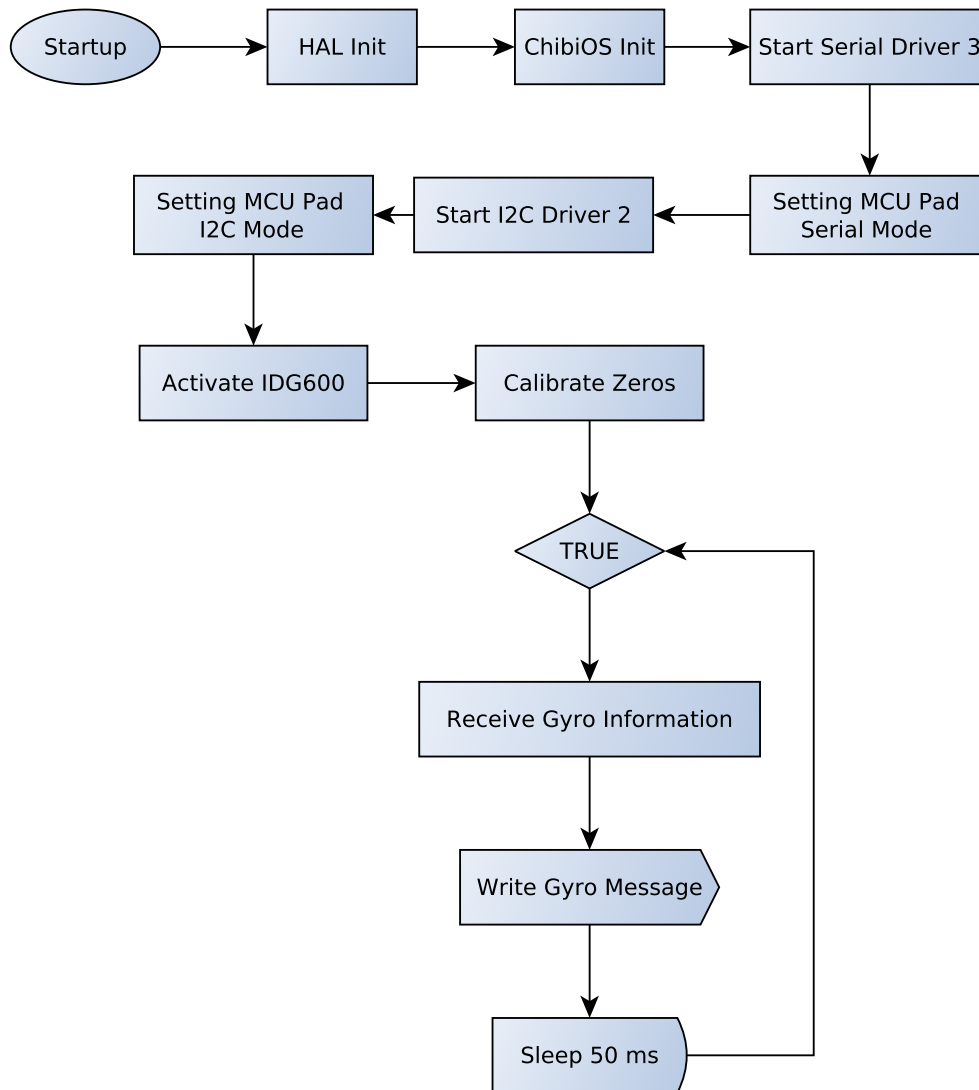 Startup
HAL Init
ChibiOS Init
Start Serial Driver 3
Setting MCU Pad
Serial Mode
Start I2C Driver 2
Setting MCU Pad
I2C Mode
Activate IDG600
Calibrate Zeros
TRUE
Receive Gyro Information
Write Gyro Message
Sleep 50 ms